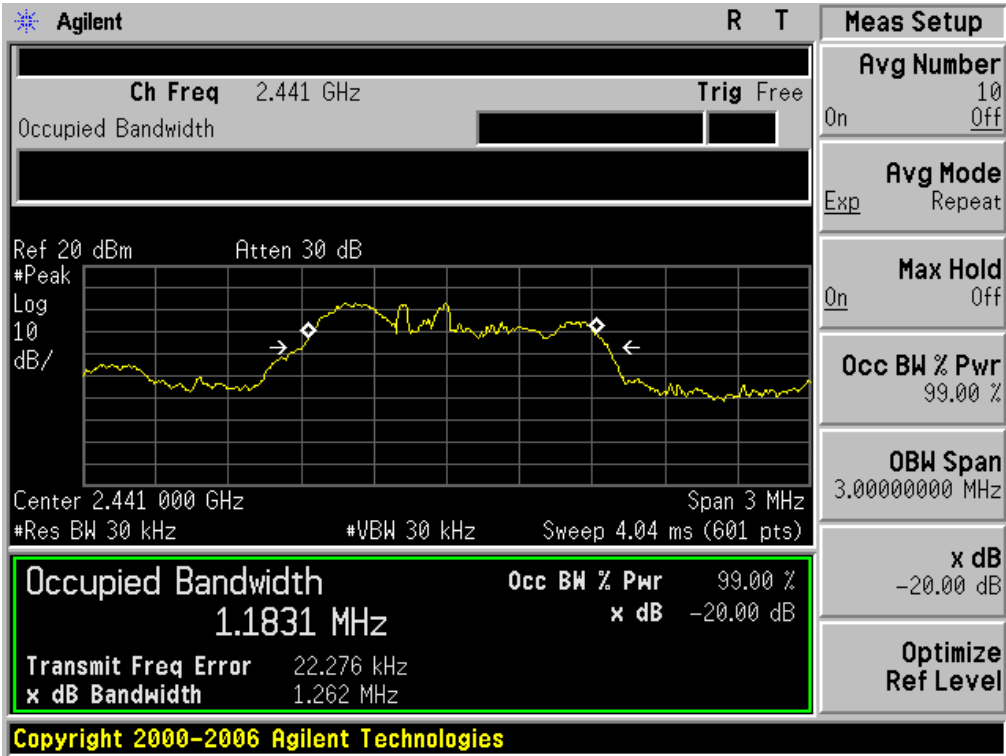 Agilent R T
Ch Freq 2.441 GHz Trig Free
Occupied Bandwidth
Ref 20 dBm Atten 30 dB
#Peak
Log
10
dB/
Center 2.441 000 GHz Span 3 MHz
#Res BW 30 kHz #VBW 30 kHz Sweep 4.04 ms (601 pts)
Occupied Bandwidth Occ BW % Pwr 99.00 %
1.1831 MHz x dB -20.00 dB
Transmit Freq Error 22.276 kHz
x dB Bandwidth 1.262 MHz
Copyright 2000-2006 Agilent Technologies
Meas Setup
Avg Number
10
On Off
Avg Mode
Exp Repeat
Max Hold
On Off
Occ BW % Pwr
99.00 %
OBW Span
3.00000000 MHz
x dB
-20.00 dB
Optimize
Ref Level